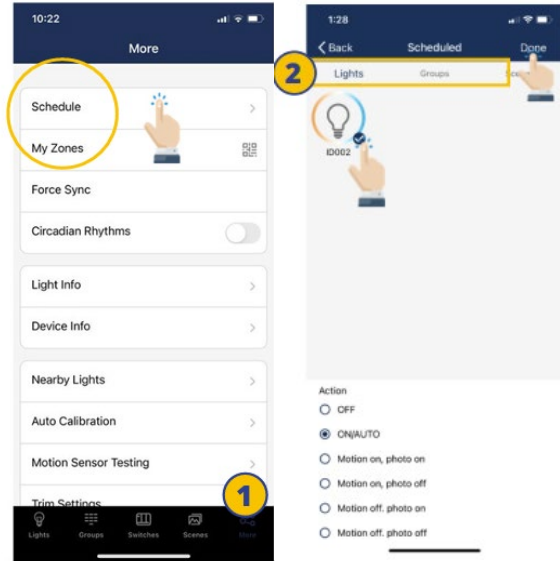 10:22
More
Schedule
My Zones
Force Sync
Circadian Rhythms
Light Info
Device Info
Nearby Lights
Auto Calibration
Motion Sensor Testing
Trim Settings
1
Lights Groups Switches Scenes More
1:28
Back Scheduled Done
2
Lights Groups
ID002
Action
OFF
ON/AUTO
Motion on, photo on
Motion on, photo off
Motion off. photo on
Motion off. photo off